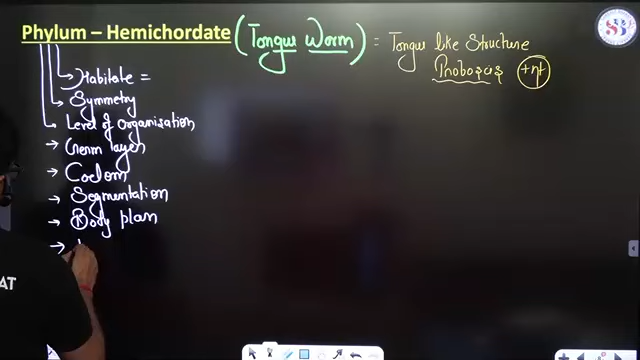 Phylum – Hemichordate (Tongue Worm) = Tongue like Structure
Proboscis +nt
Habitate =
Symmetry
Level of organisation
Germ layer
Coelom
Segmentation
Body plan
AT
SB